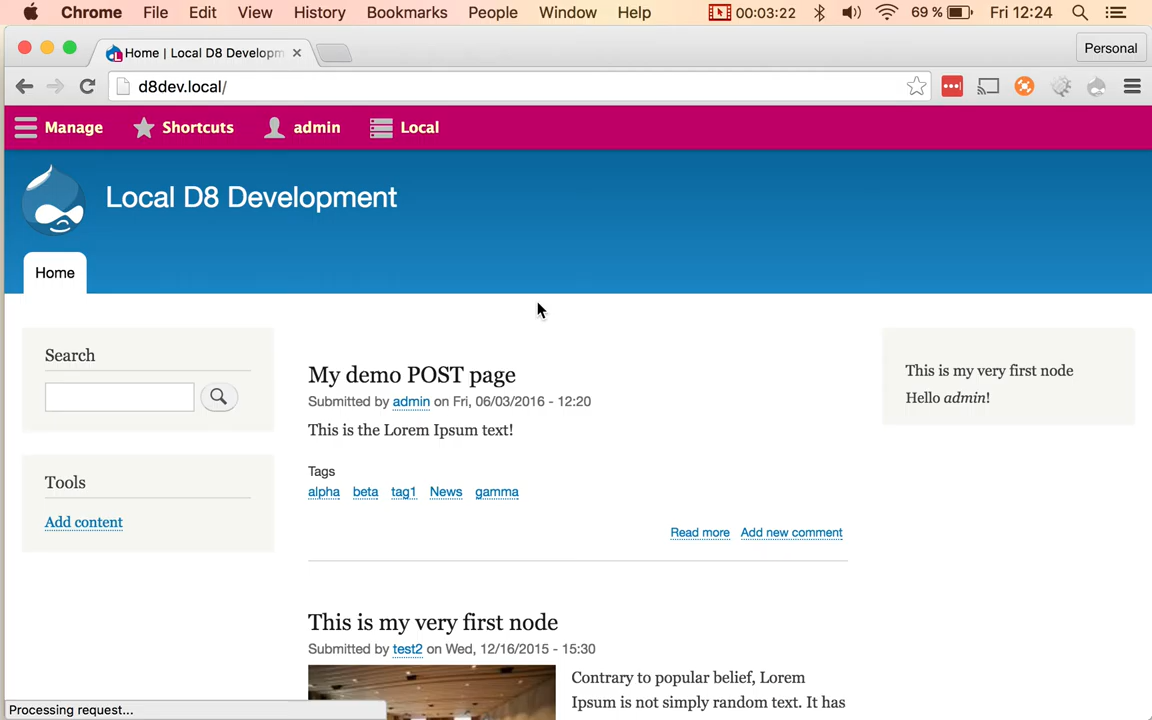 Chrome File Edit View History Bookmarks People Window Help 00:03:22 69 % Fri 12:24
Home | Local D8 Developm Personal
d8dev.local/
Manage Shortcuts admin Local
Local D8 Development
Home
Search
Tools
Add content
My demo POST page
Submitted by admin on Fri, 06/03/2016 - 12:20
This is the Lorem Ipsum text!
Tags
alpha beta tag1 News gamma
Read more Add new comment
This is my very first node
Submitted by test2 on Wed, 12/16/2015 - 15:30
Contrary to popular belief, Lorem
Ipsum is not simply random text. It has
This is my very first node
Hello admin!
Processing request...